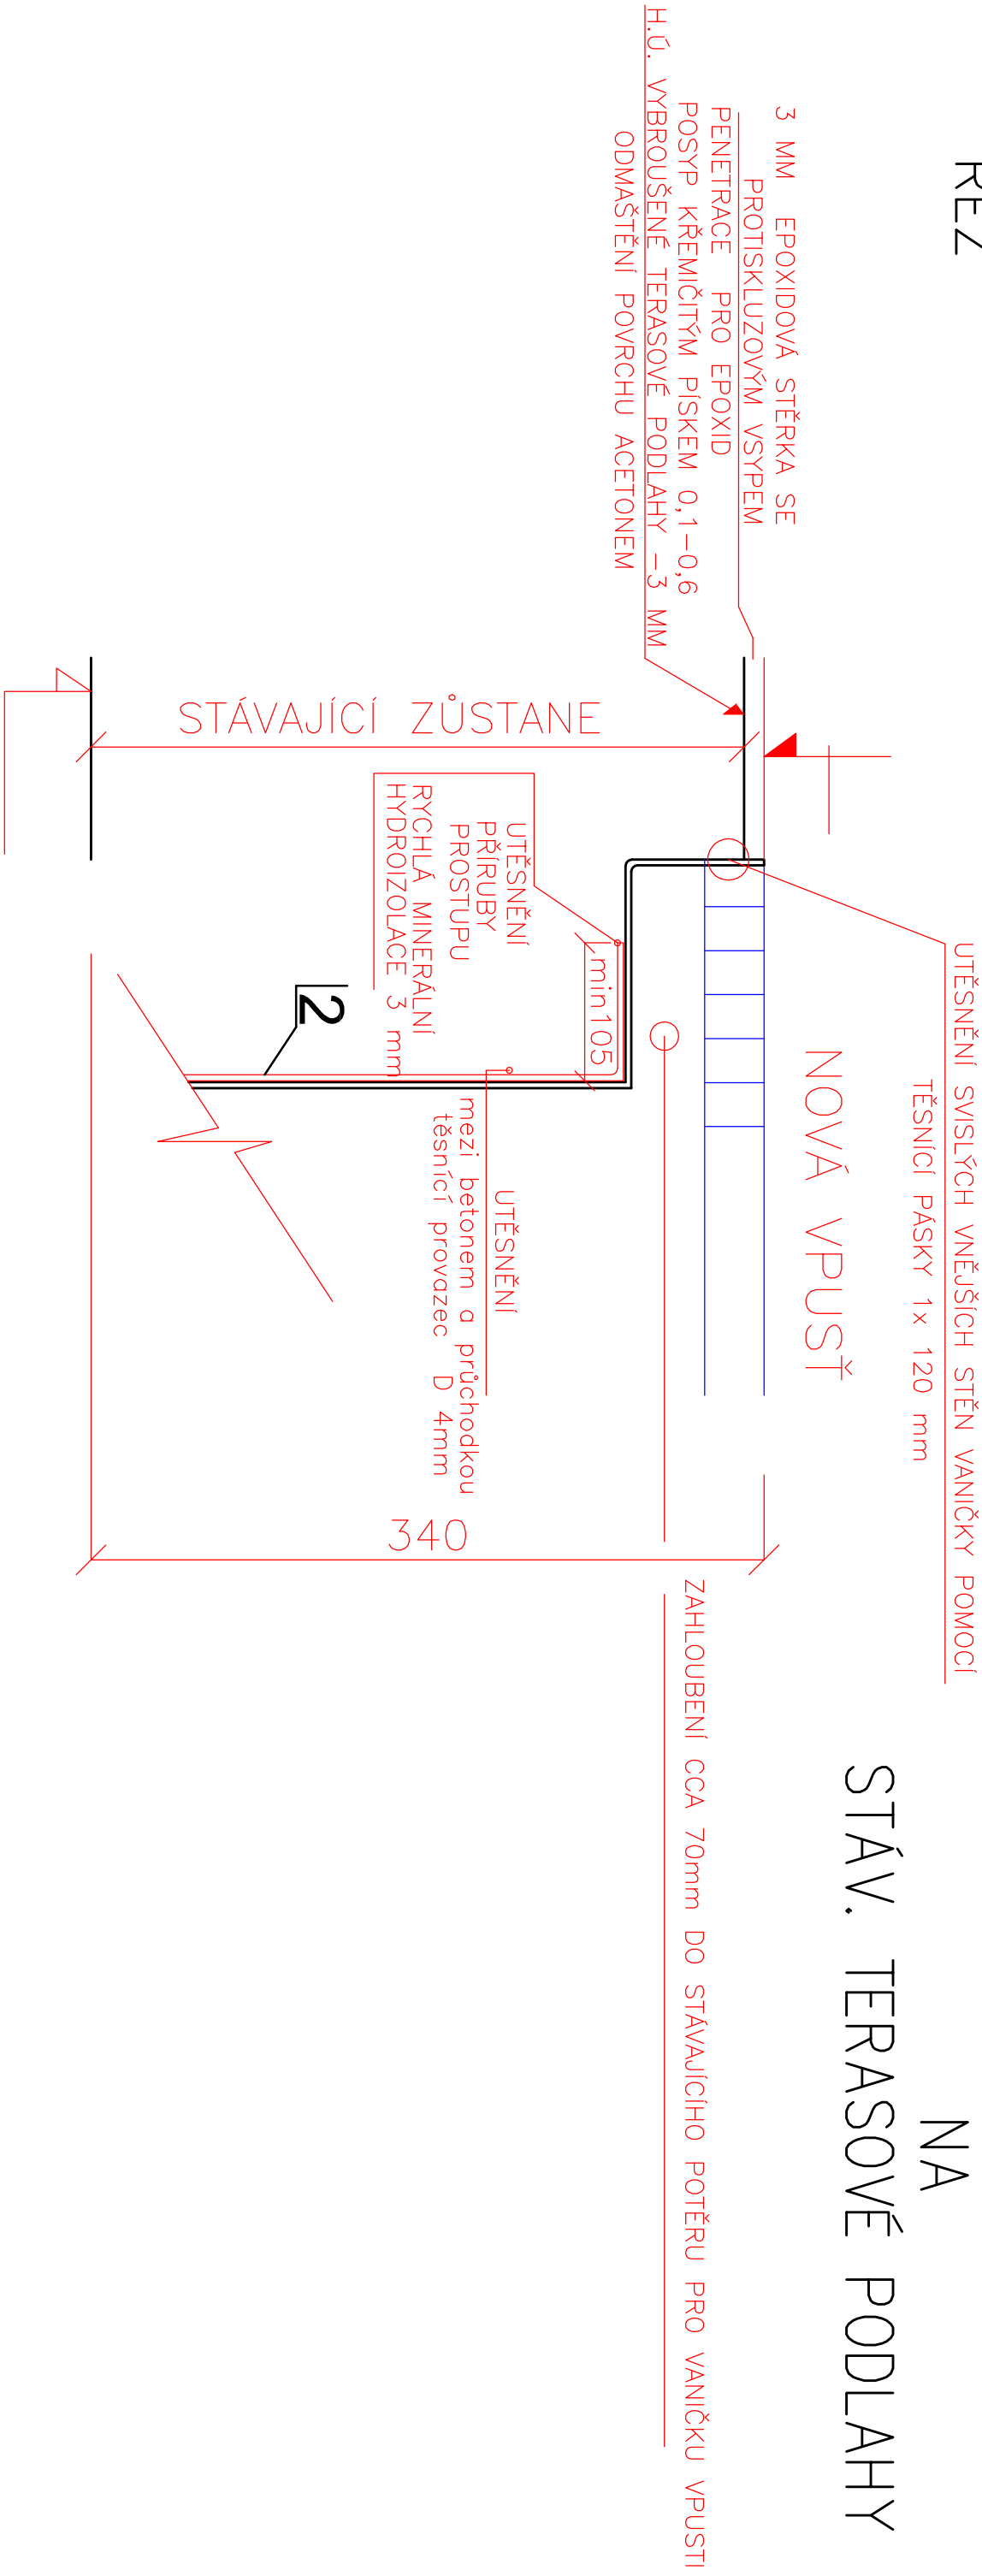 ŘEZ
NA
STÁV. TERASOVÉ PODLAHY
UTĚSNĚNÍ SVISLÝCH VNĚJŠÍCH STĚN VANIČKY POMOCÍ
TĚSNÍCÍ PÁSKY 1x 120 mm
NOVÁ VPUSŤ
3 MM EPOXIDOVÁ STĚRKA SE
PROTISKLUZOVÝM VSYPEM
PENETRACE PRO EPOXID
POSYP KŘEMIČITÝM PÍSKEM 0,1-0,6
H.Ú. VYBROUŠENÉ TERASOVÉ PODLAHY -3 MM
ODMAŠTĚNÍ POVRCHU ACETONEM
ZAHLOUBENÍ CCA 70mm DO STÁVAJÍCÍHO POTĚRU PRO VANIČKU VPUSTI
STÁVAJÍCÍ ZŮSTANE
min105
UTĚSNĚNÍ
PŘÍRUBY
PROSTUPU
RYCHLÁ MINERÁLNÍ
HYDROIZOLACE 3 mm
UTĚSNĚNÍ
mezi betonem a průchodkou
těsnící provazec D 4mm
2
340